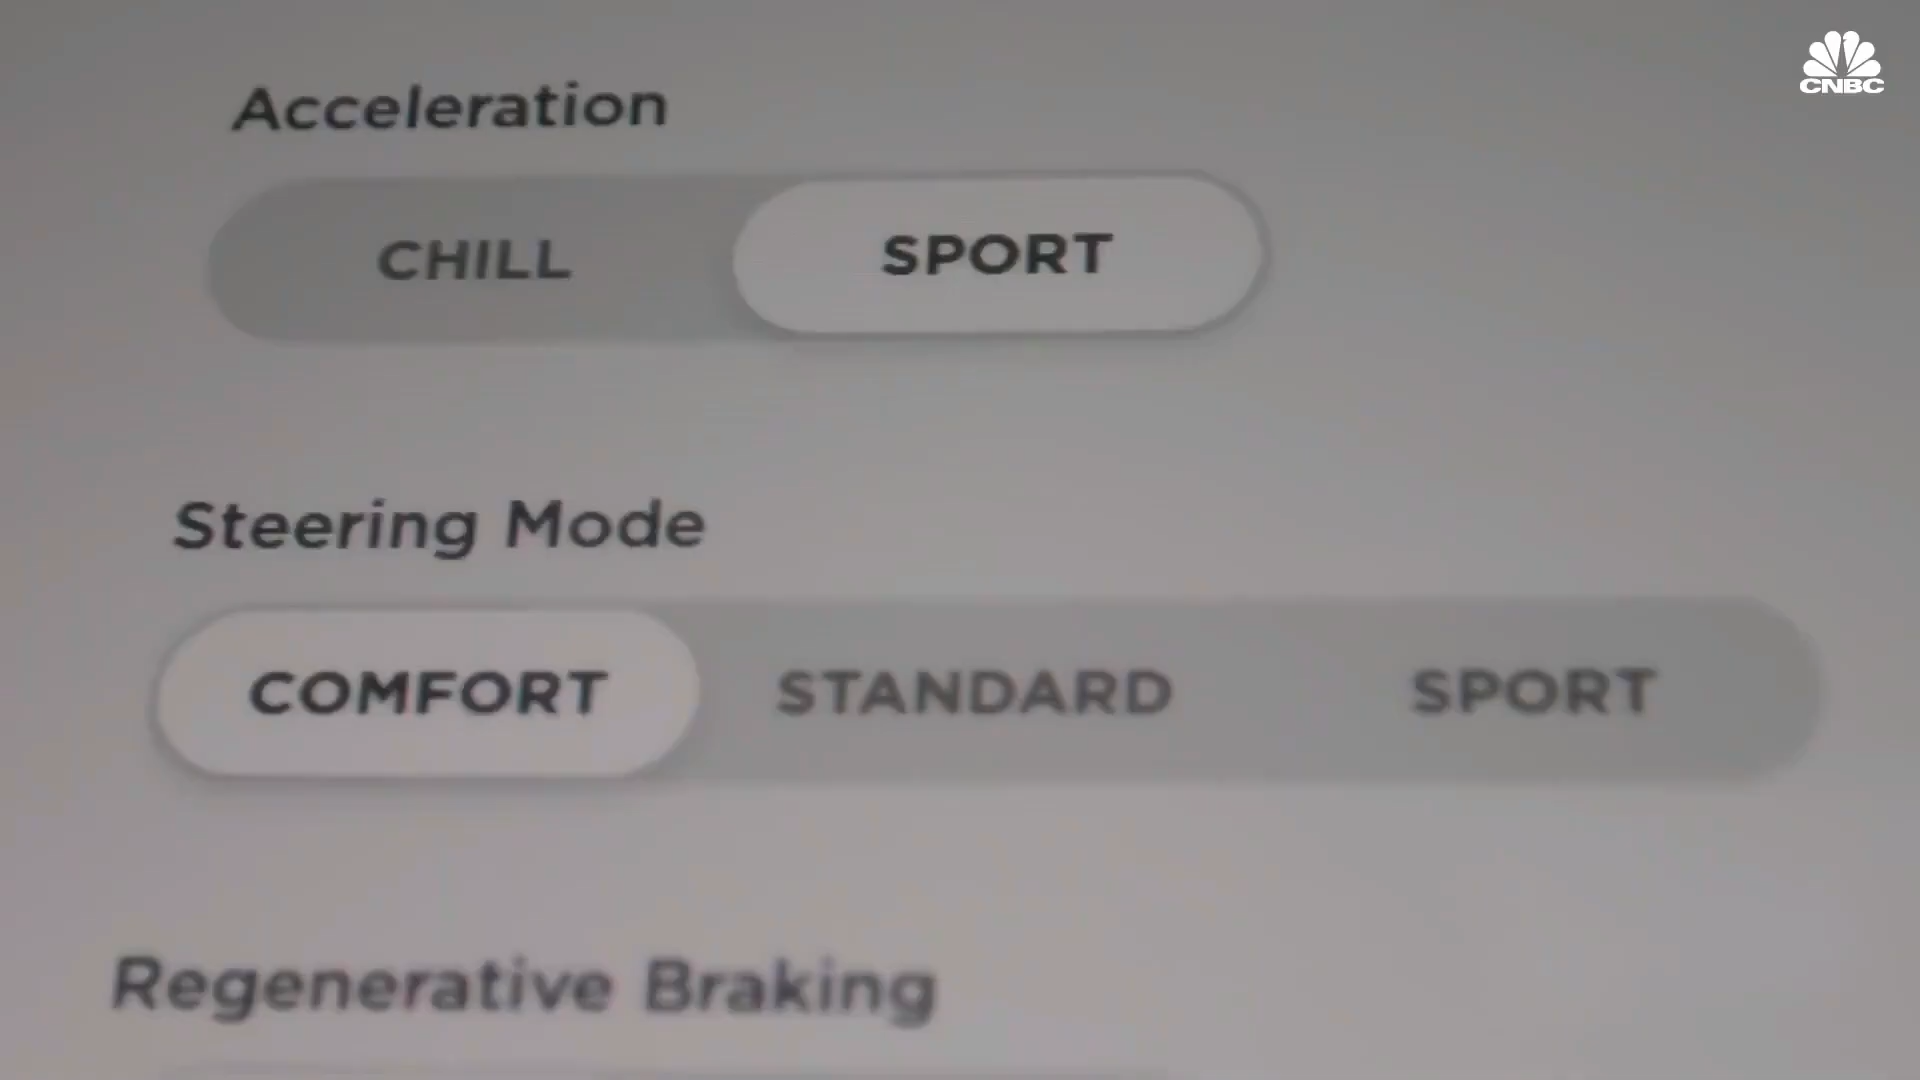 CNBC
Acceleration
CHILL SPORT
Steering Mode
COMFORT STANDARD SPORT
Regenerative Braking